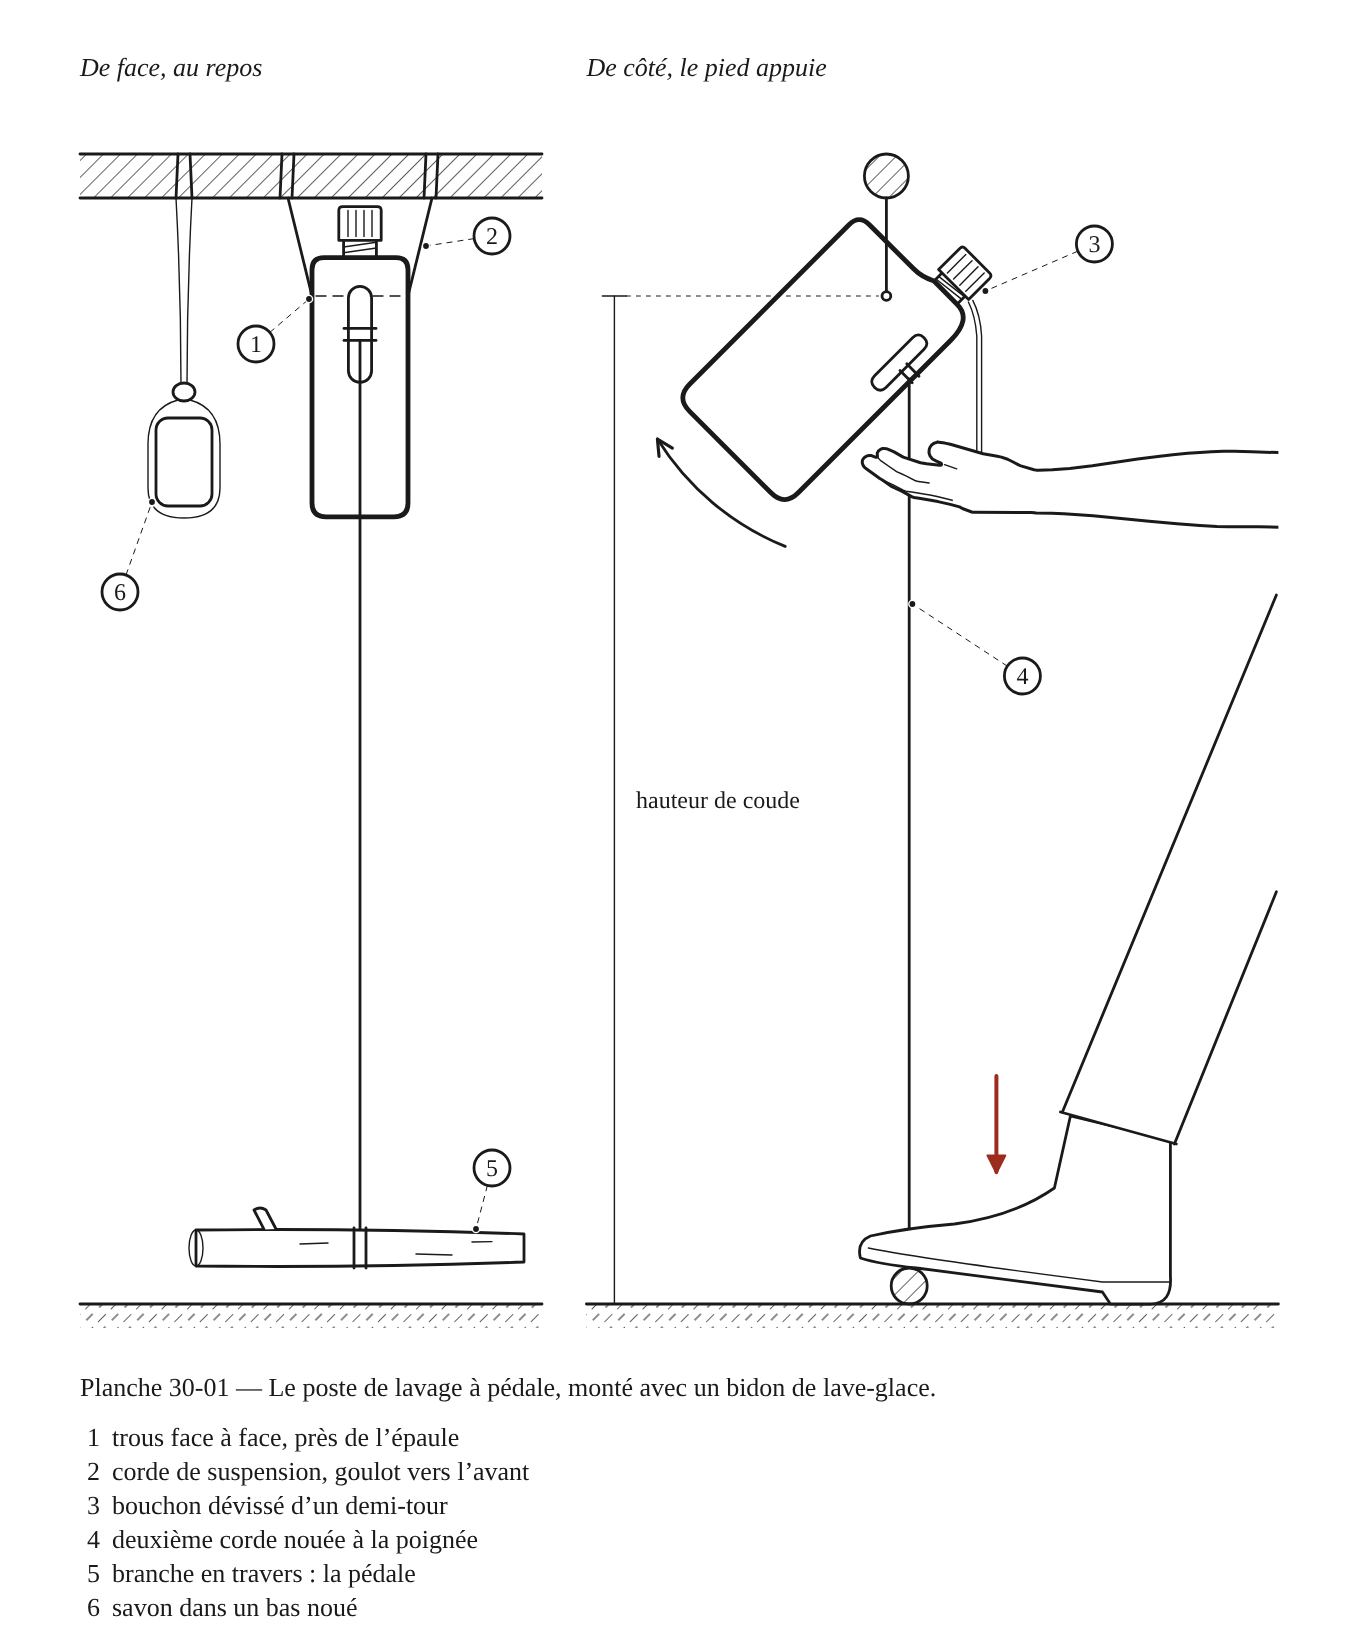 De face, au repos
De côté, le pied appuie
2
3
1
6
4
hauteur de coude
5
Planche 30-01 — Le poste de lavage à pédale, monté avec un bidon de lave-glace.
1 trous face à face, près de l’épaule
2 corde de suspension, goulot vers l’avant
3 bouchon dévissé d’un demi-tour
4 deuxième corde nouée à la poignée
5 branche en travers : la pédale
6 savon dans un bas noué